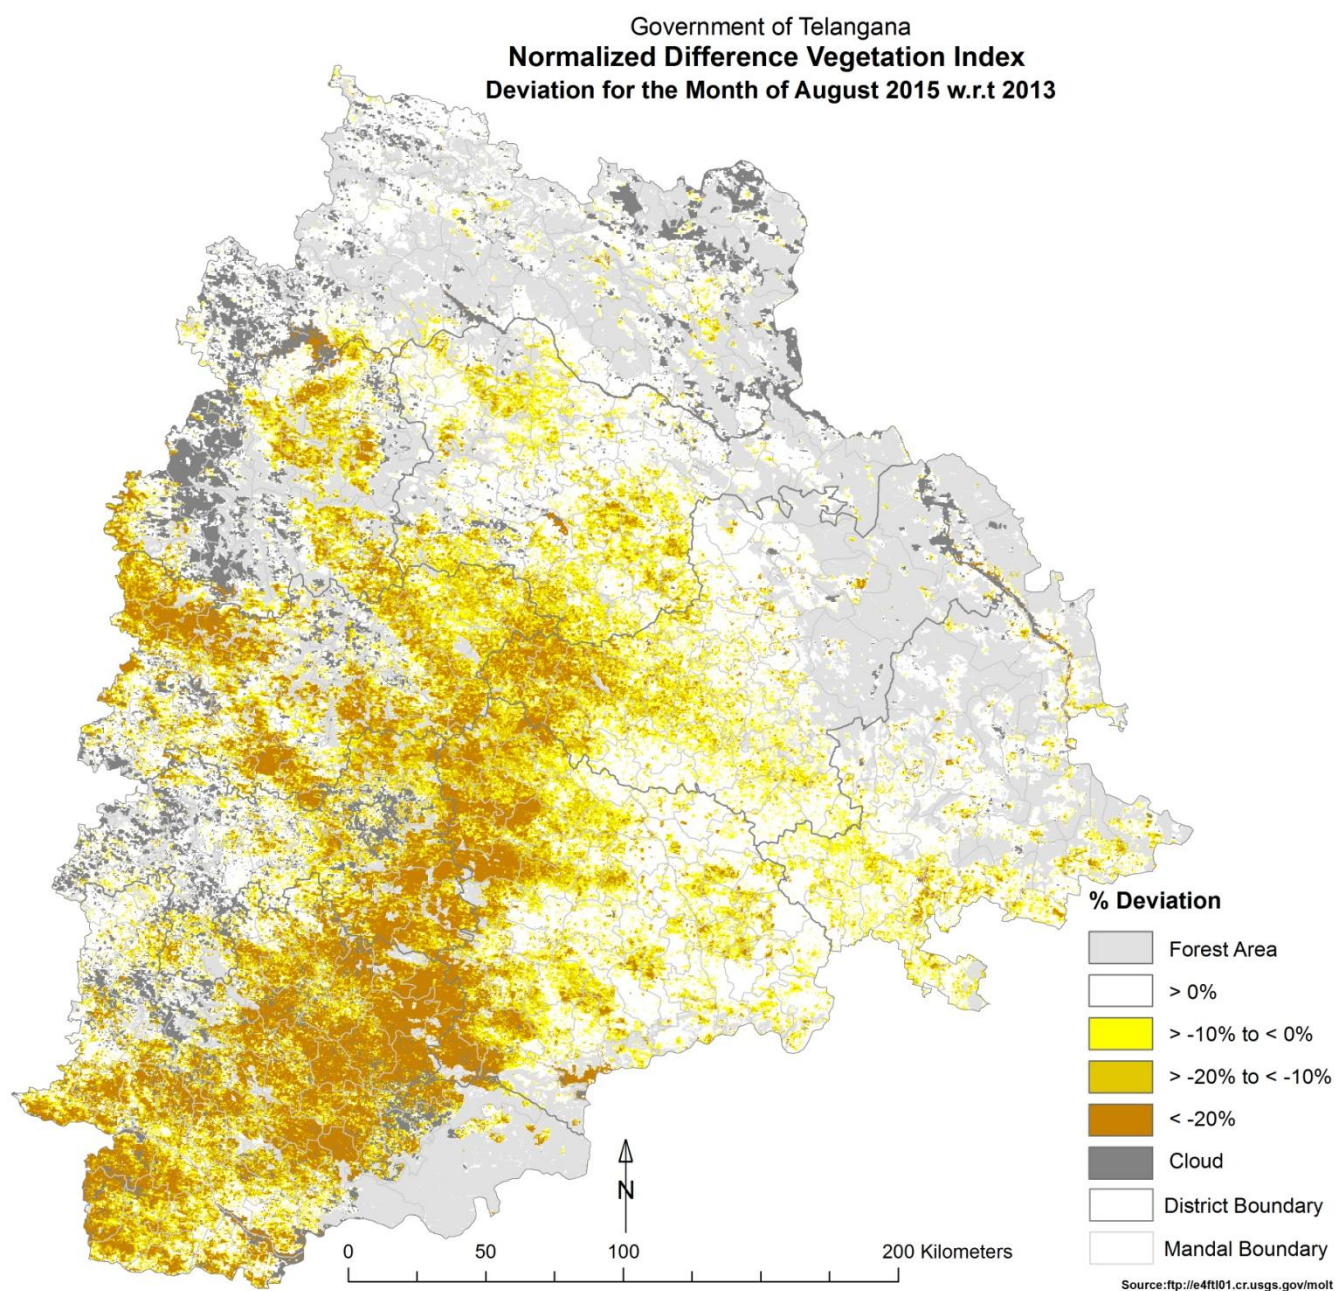 Government of Telangana
Normalized Difference Vegetation Index
Deviation for the Month of August 2015 w.r.t 2013
% Deviation
Forest Area
> 0%
> -10% to < 0%
> -20% to < -10%
< -20%
Cloud
District Boundary
Mandal Boundary
N
0 50 100 200 Kilometers
Source:ftp://e4ftl01.cr.usgs.gov/molt